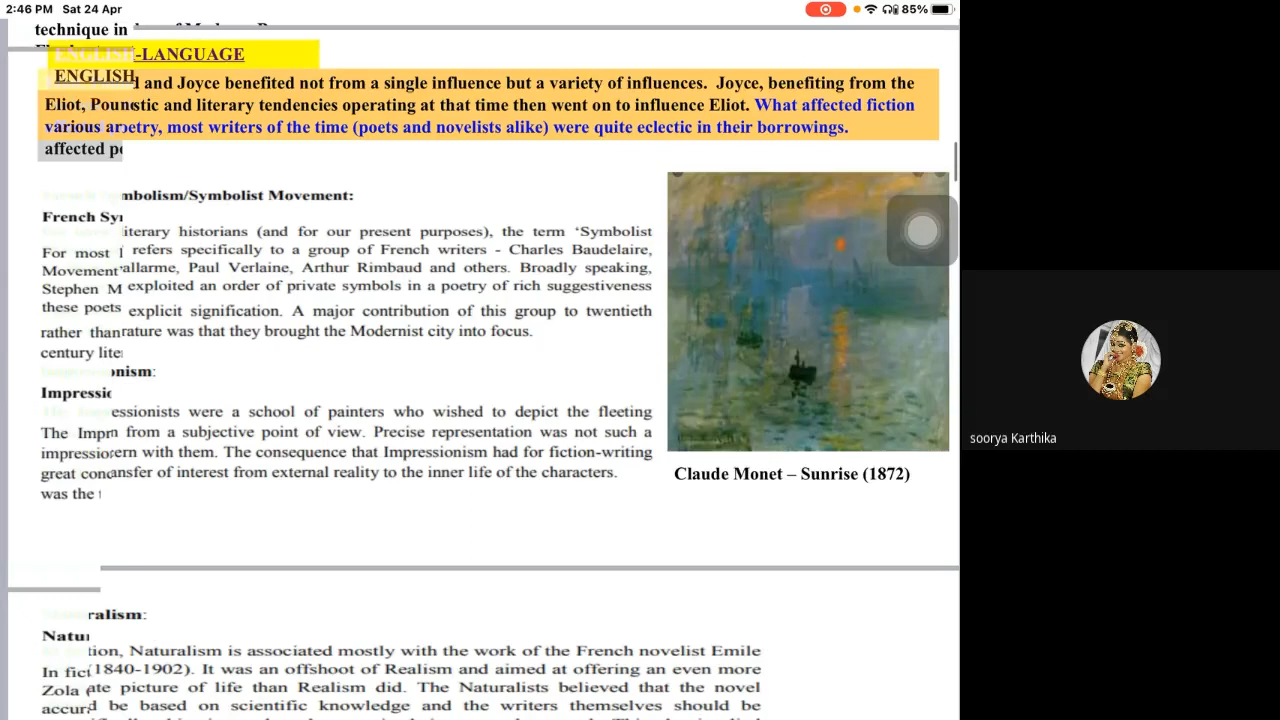 2:46 PM Sat 24 Apr
85%
technique in
ENGLISH-LANGUAGE
ENGLISH
and Joyce benefited not from a single influence but a variety of influences. Joyce, benefiting from the
Eliot, Pound
stic and literary tendencies operating at that time then went on to influence Eliot. What affected fiction
various ar
petry, most writers of the time (poets and novelists alike) were quite eclectic in their borrowings.
affected po
mbolism/Symbolist Movement:
French Sy
iterary historians (and for our present purposes), the term ‘Symbolist
For most l
refers specifically to a group of French writers - Charles Baudelaire,
Movement’
allarme, Paul Verlaine, Arthur Rimbaud and others. Broadly speaking,
Stephen M
exploited an order of private symbols in a poetry of rich suggestiveness
these poets
explicit signification. A major contribution of this group to twentieth
rather than
rature was that they brought the Modernist city into focus.
century lite
onism:
Impressio
essionists were a school of painters who wished to depict the fleeting
The Impr
n from a subjective point of view. Precise representation was not such a
impressio
ern with them. The consequence that Impressionism had for fiction-writing
great conc
ansfer of interest from external reality to the inner life of the characters.
was the t
Claude Monet – Sunrise (1872)
soorya Karthika
ralism:
Natu
tion, Naturalism is associated mostly with the work of the French novelist Emile
In fict
(1840-1902). It was an offshoot of Realism and aimed at offering an even more
Zola (
ate picture of life than Realism did. The Naturalists believed that the novel
accur
d be based on scientific knowledge and the writers themselves should be